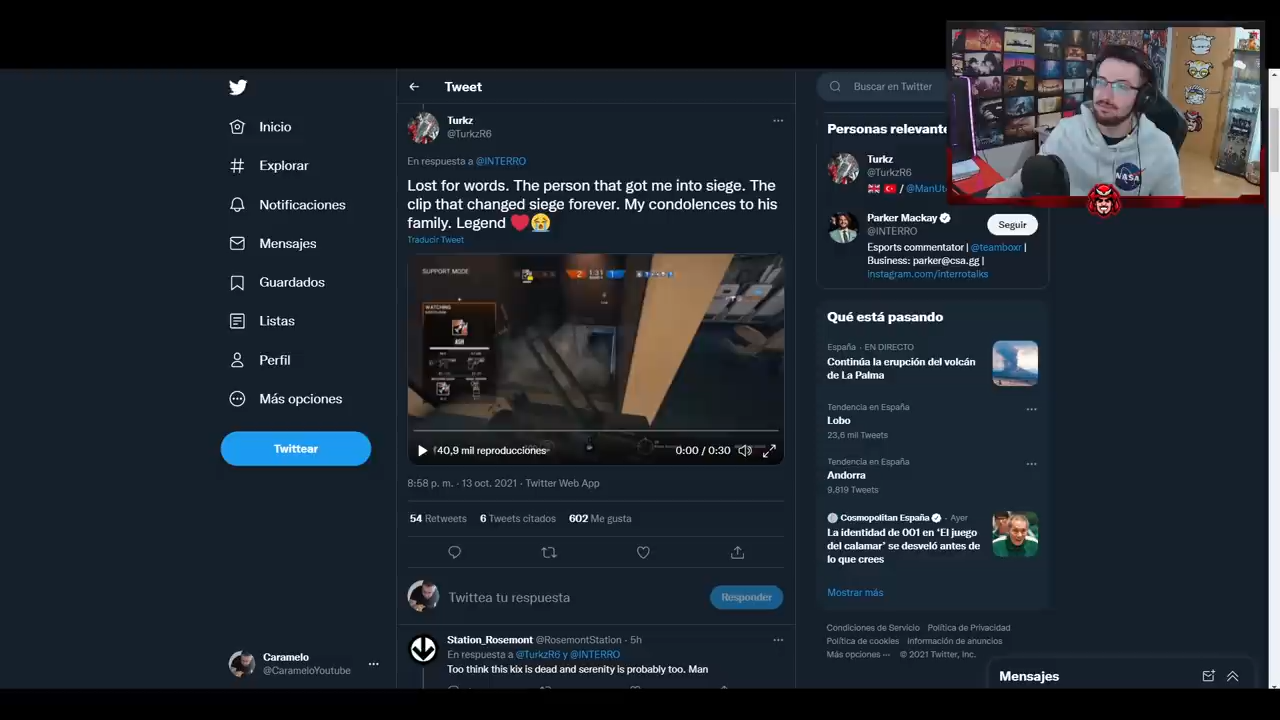 Inicio
Explorar
Notificaciones
Mensajes
Guardados
Listas
Perfil
Más opciones
Twittear
Caramelo
@CarameloYoutube
Tweet
Turkz
@TurkzR6
En respuesta a @INTERRO
Lost for words. The person that got me into siege. The
clip that changed siege forever. My condolences to his
family. Legend ❤️😭
Traducir Tweet
SUPPORT MODE
2 1:31 1
WATCHING
ASH
40,9 mil reproducciones
0:00 / 0:30
8:58 p. m. · 13 oct. 2021 · Twitter Web App
54 Retweets 6 Tweets citados 602 Me gusta
Twittea tu respuesta
Responder
Station_Rosemont @RosemontStation · 5h
En respuesta a @TurkzR6 y @INTERRO
Too think this kix is dead and serenity is probably too. Man
Buscar en Twitter
Personas relevante
Turkz
@TurkzR6
🇬🇧 🇹🇷 / @ManUt
Parker Mackay
@INTERRO
Seguir
Esports commentator | @teamboxr |
Business: parker@csa.gg |
instagram.com/interrotalks
Qué está pasando
España · EN DIRECTO
Continúa la erupción del volcán
de La Palma
Tendencia en España
Lobo
23,6 mil Tweets
Tendencia en España
Andorra
9.819 Tweets
Cosmopolitan España · Ayer
La identidad de 001 en 'El juego
del calamar' se desveló antes de
lo que crees
Mostrar más
Condiciones de Servicio Política de Privacidad
Política de cookies Información de anuncios
Más opciones ··· © 2021 Twitter, Inc.
Mensajes
NASA